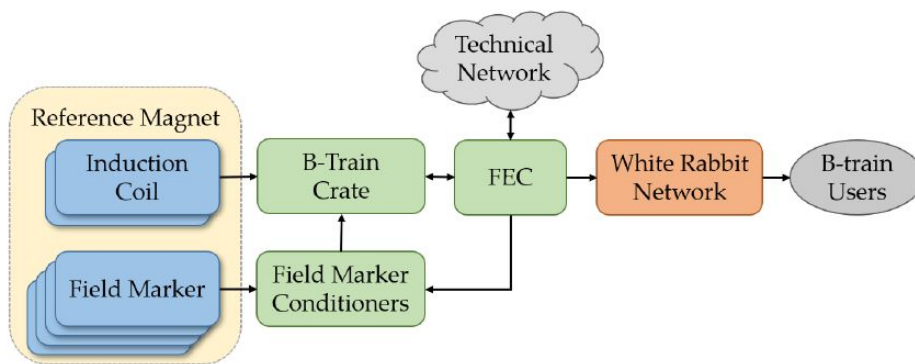 Technical
Network
Reference Magnet
Induction
Coil
B-Train
Crate
FEC
White Rabbit
Network
B-train
Users
Field Marker
Field Marker
Conditioners